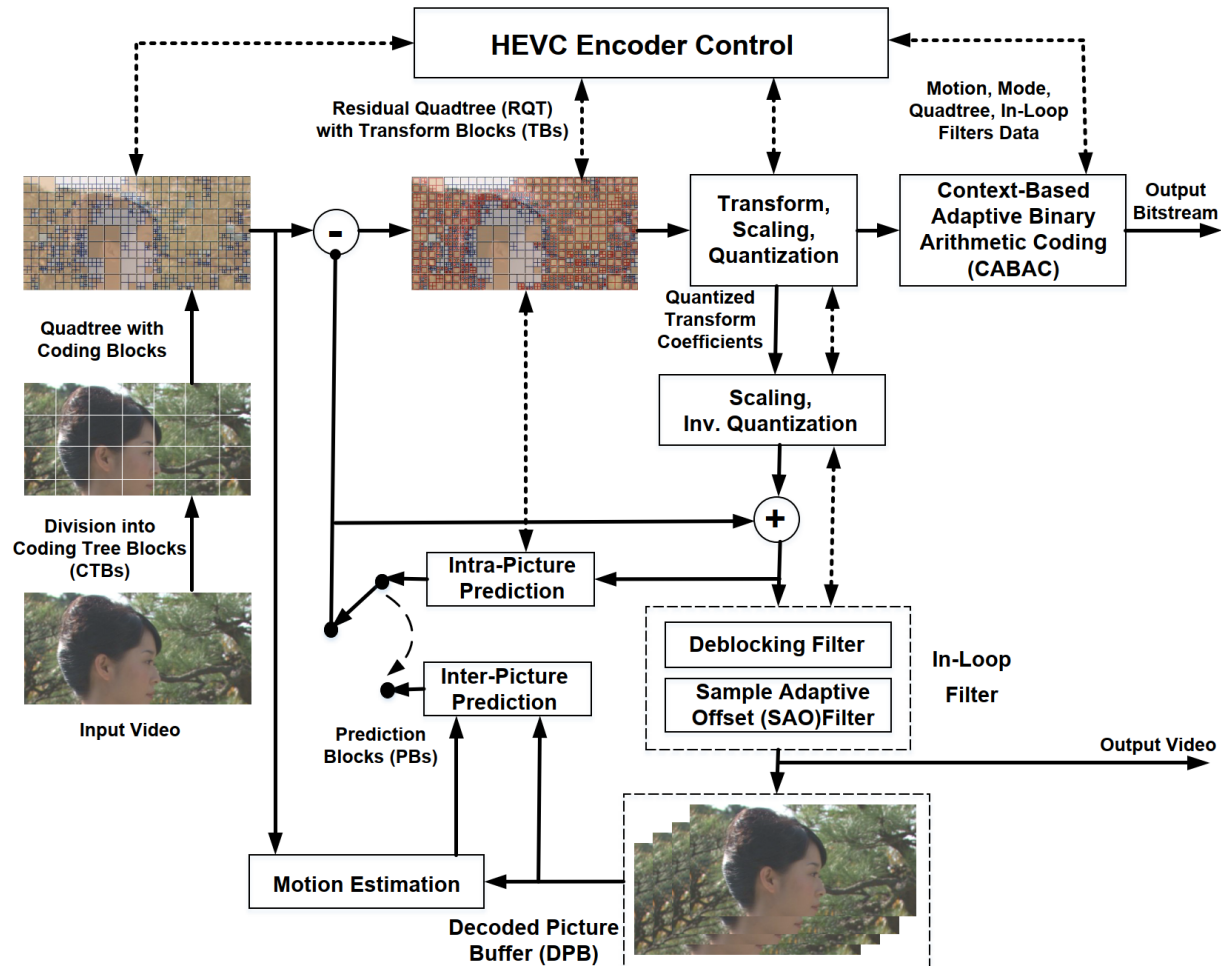 HEVC Encoder Control
Residual Quadtree (RQT)
with Transform Blocks (TBs)
Motion, Mode,
Quadtree, In-Loop
Filters Data
-
Transform,
Scaling,
Quantization
Context-Based
Adaptive Binary
Arithmetic Coding
(CABAC)
Output
Bitstream
Quadtree with
Coding Blocks
Quantized
Transform
Coefficients
Scaling,
Inv. Quantization
+
Division into
Coding Tree Blocks
(CTBs)
Intra-Picture
Prediction
Deblocking Filter
Sample Adaptive
Offset (SAO)Filter
In-Loop
Filter
Inter-Picture
Prediction
Input Video
Prediction
Blocks (PBs)
Output Video
Motion Estimation
Decoded Picture
Buffer (DPB)